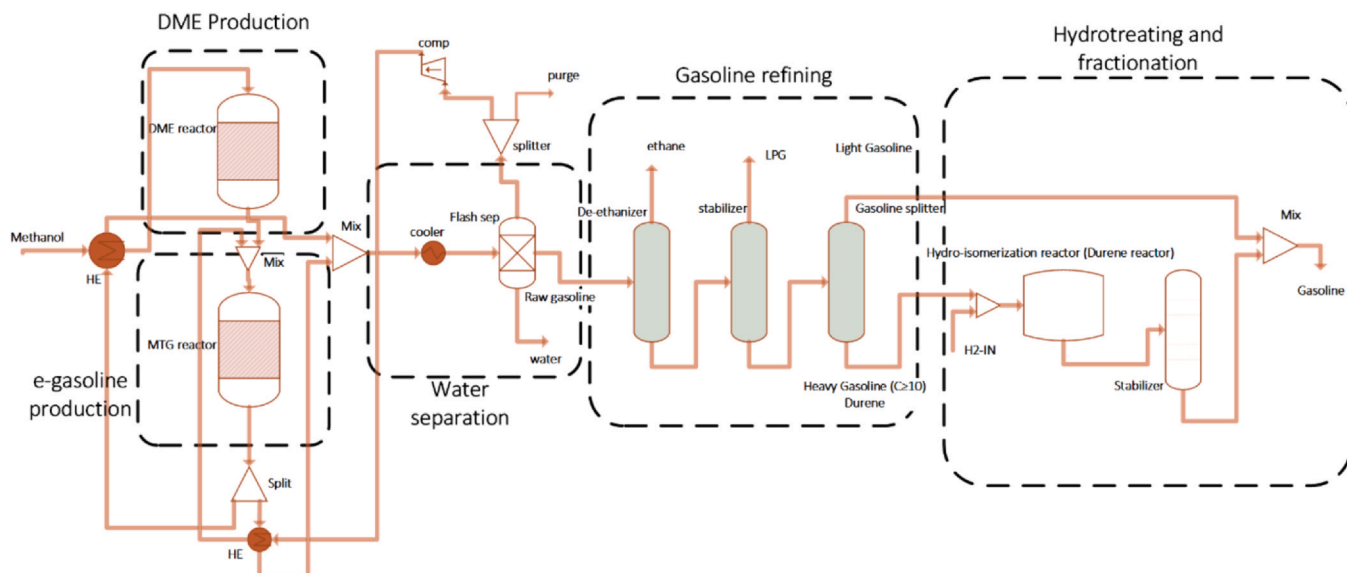 DME Production
comp
purge
Hydrotreating and
fractionation
Gasoline refining
DME reactor
splitter
ethane
LPG
Light Gasoline
Methanol
HE
Mix
Mix
cooler
Flash sep
De-ethanizer
stabilizer
Gasoline splitter
Mix
Hydro-isomerization reactor (Durene reactor)
Raw gasoline
Gasoline
MTG reactor
water
H2-IN
e-gasoline
production
Water
separation
Heavy Gasoline (C≥10)
Durene
Stabilizer
Split
HE